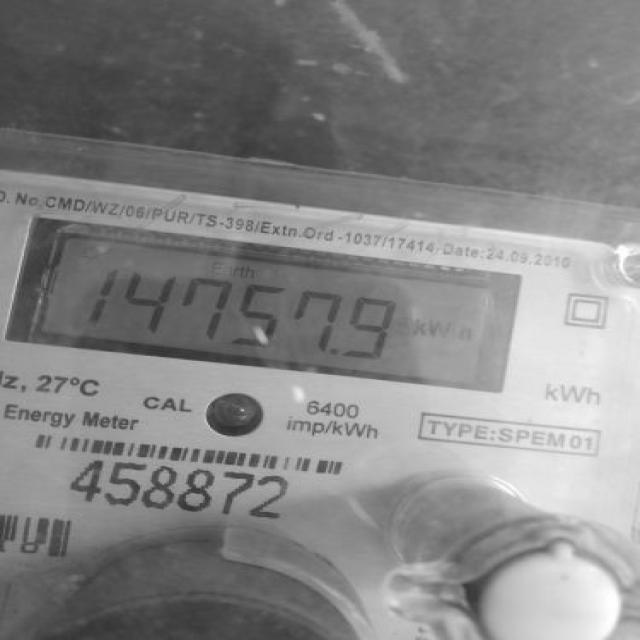 No.CMD/WZ/06/PUR/TS-398/Extn.Ord-1037/17414, Date:24.09.2010
Earth
14757.9 kWh
Hz, 27°C
CAL
6400
imp/kWh
kWh
Energy Meter
TYPE:SPEM01
458872